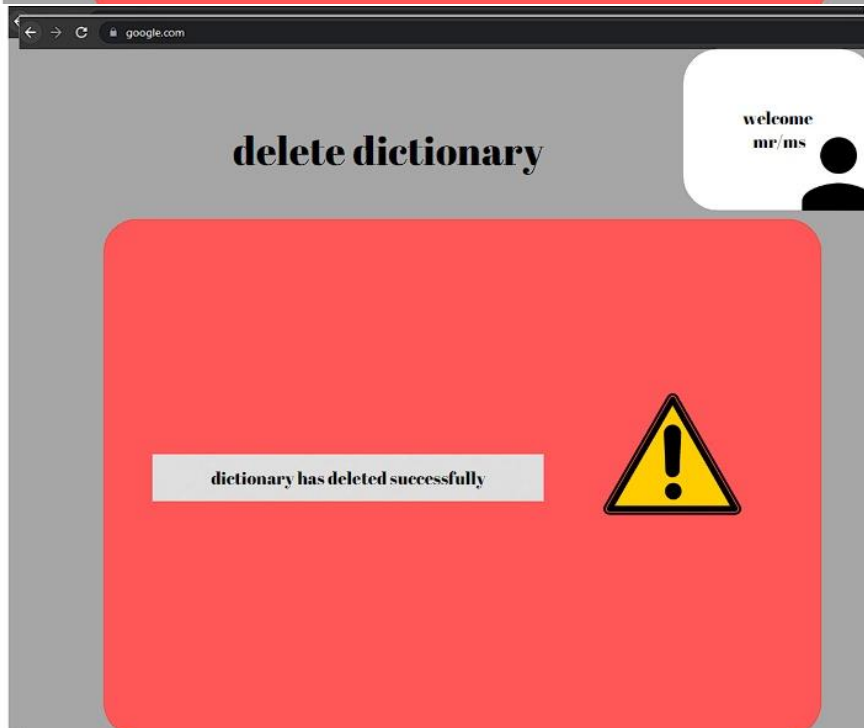 google.com
delete dictionary
welcome
mr/ms
dictionary has deleted successfully